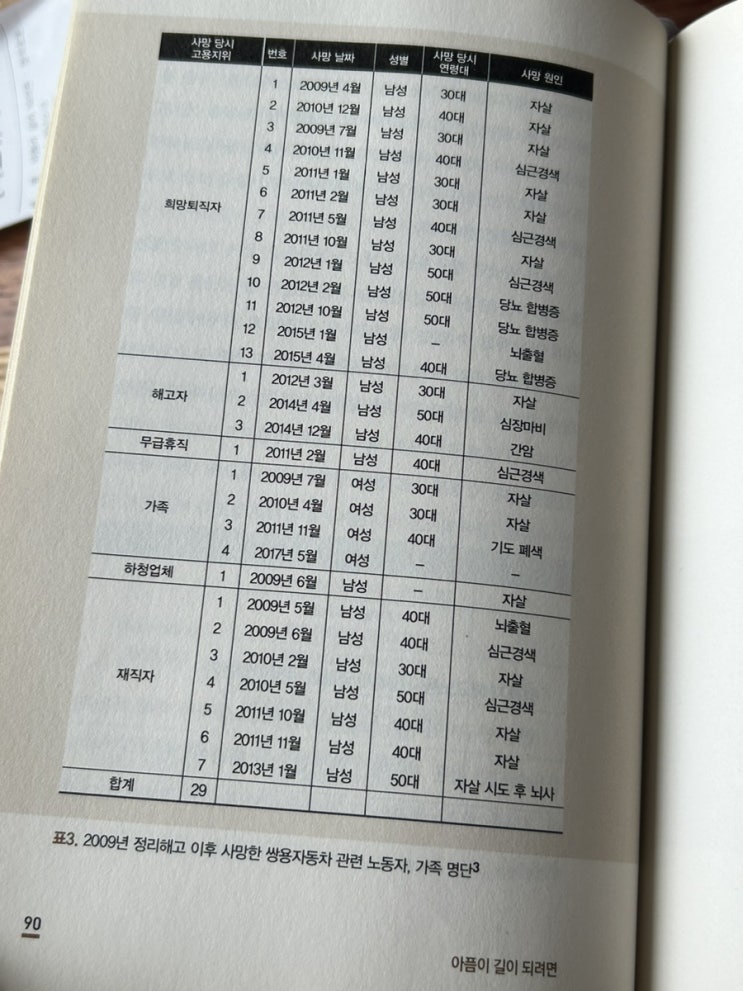 사망 당시 고용지위 번호 사망 날짜 성별 사망 당시 연령대 사망 원인
희망퇴직자 1 2009년 4월 남성 30대 자살
2 2010년 12월 남성 40대 자살
3 2009년 7월 남성 30대 자살
4 2010년 11월 남성 40대 심근경색
5 2011년 1월 남성 30대 자살
6 2011년 2월 남성 30대 자살
7 2011년 5월 남성 40대 심근경색
8 2011년 10월 남성 30대 자살
9 2012년 1월 남성 50대 심근경색
10 2012년 2월 남성 50대 당뇨 합병증
11 2012년 10월 남성 50대 당뇨 합병증
12 2015년 1월 남성 – 뇌출혈
13 2015년 4월 남성 40대 당뇨 합병증
해고자 1 2012년 3월 남성 30대 자살
2 2014년 4월 남성 50대 심장마비
3 2014년 12월 남성 40대 간암
무급휴직 1 2011년 2월 남성 40대 심근경색
가족 1 2009년 7월 여성 30대 자살
2 2010년 4월 여성 30대 자살
3 2011년 11월 여성 40대 기도 폐색
4 2017년 5월 여성 – –
하청업체 1 2009년 6월 남성 – 자살
재직자 1 2009년 5월 남성 40대 뇌출혈
2 2009년 6월 남성 40대 심근경색
3 2010년 2월 남성 30대 자살
4 2010년 5월 남성 50대 심근경색
5 2011년 10월 남성 40대 자살
6 2011년 11월 남성 40대 자살
7 2013년 1월 남성 50대 자살 시도 후 뇌사
합계 29
표3. 2009년 정리해고 이후 사망한 쌍용자동차 관련 노동자, 가족 명단3
90
아픔이 길이 되려면